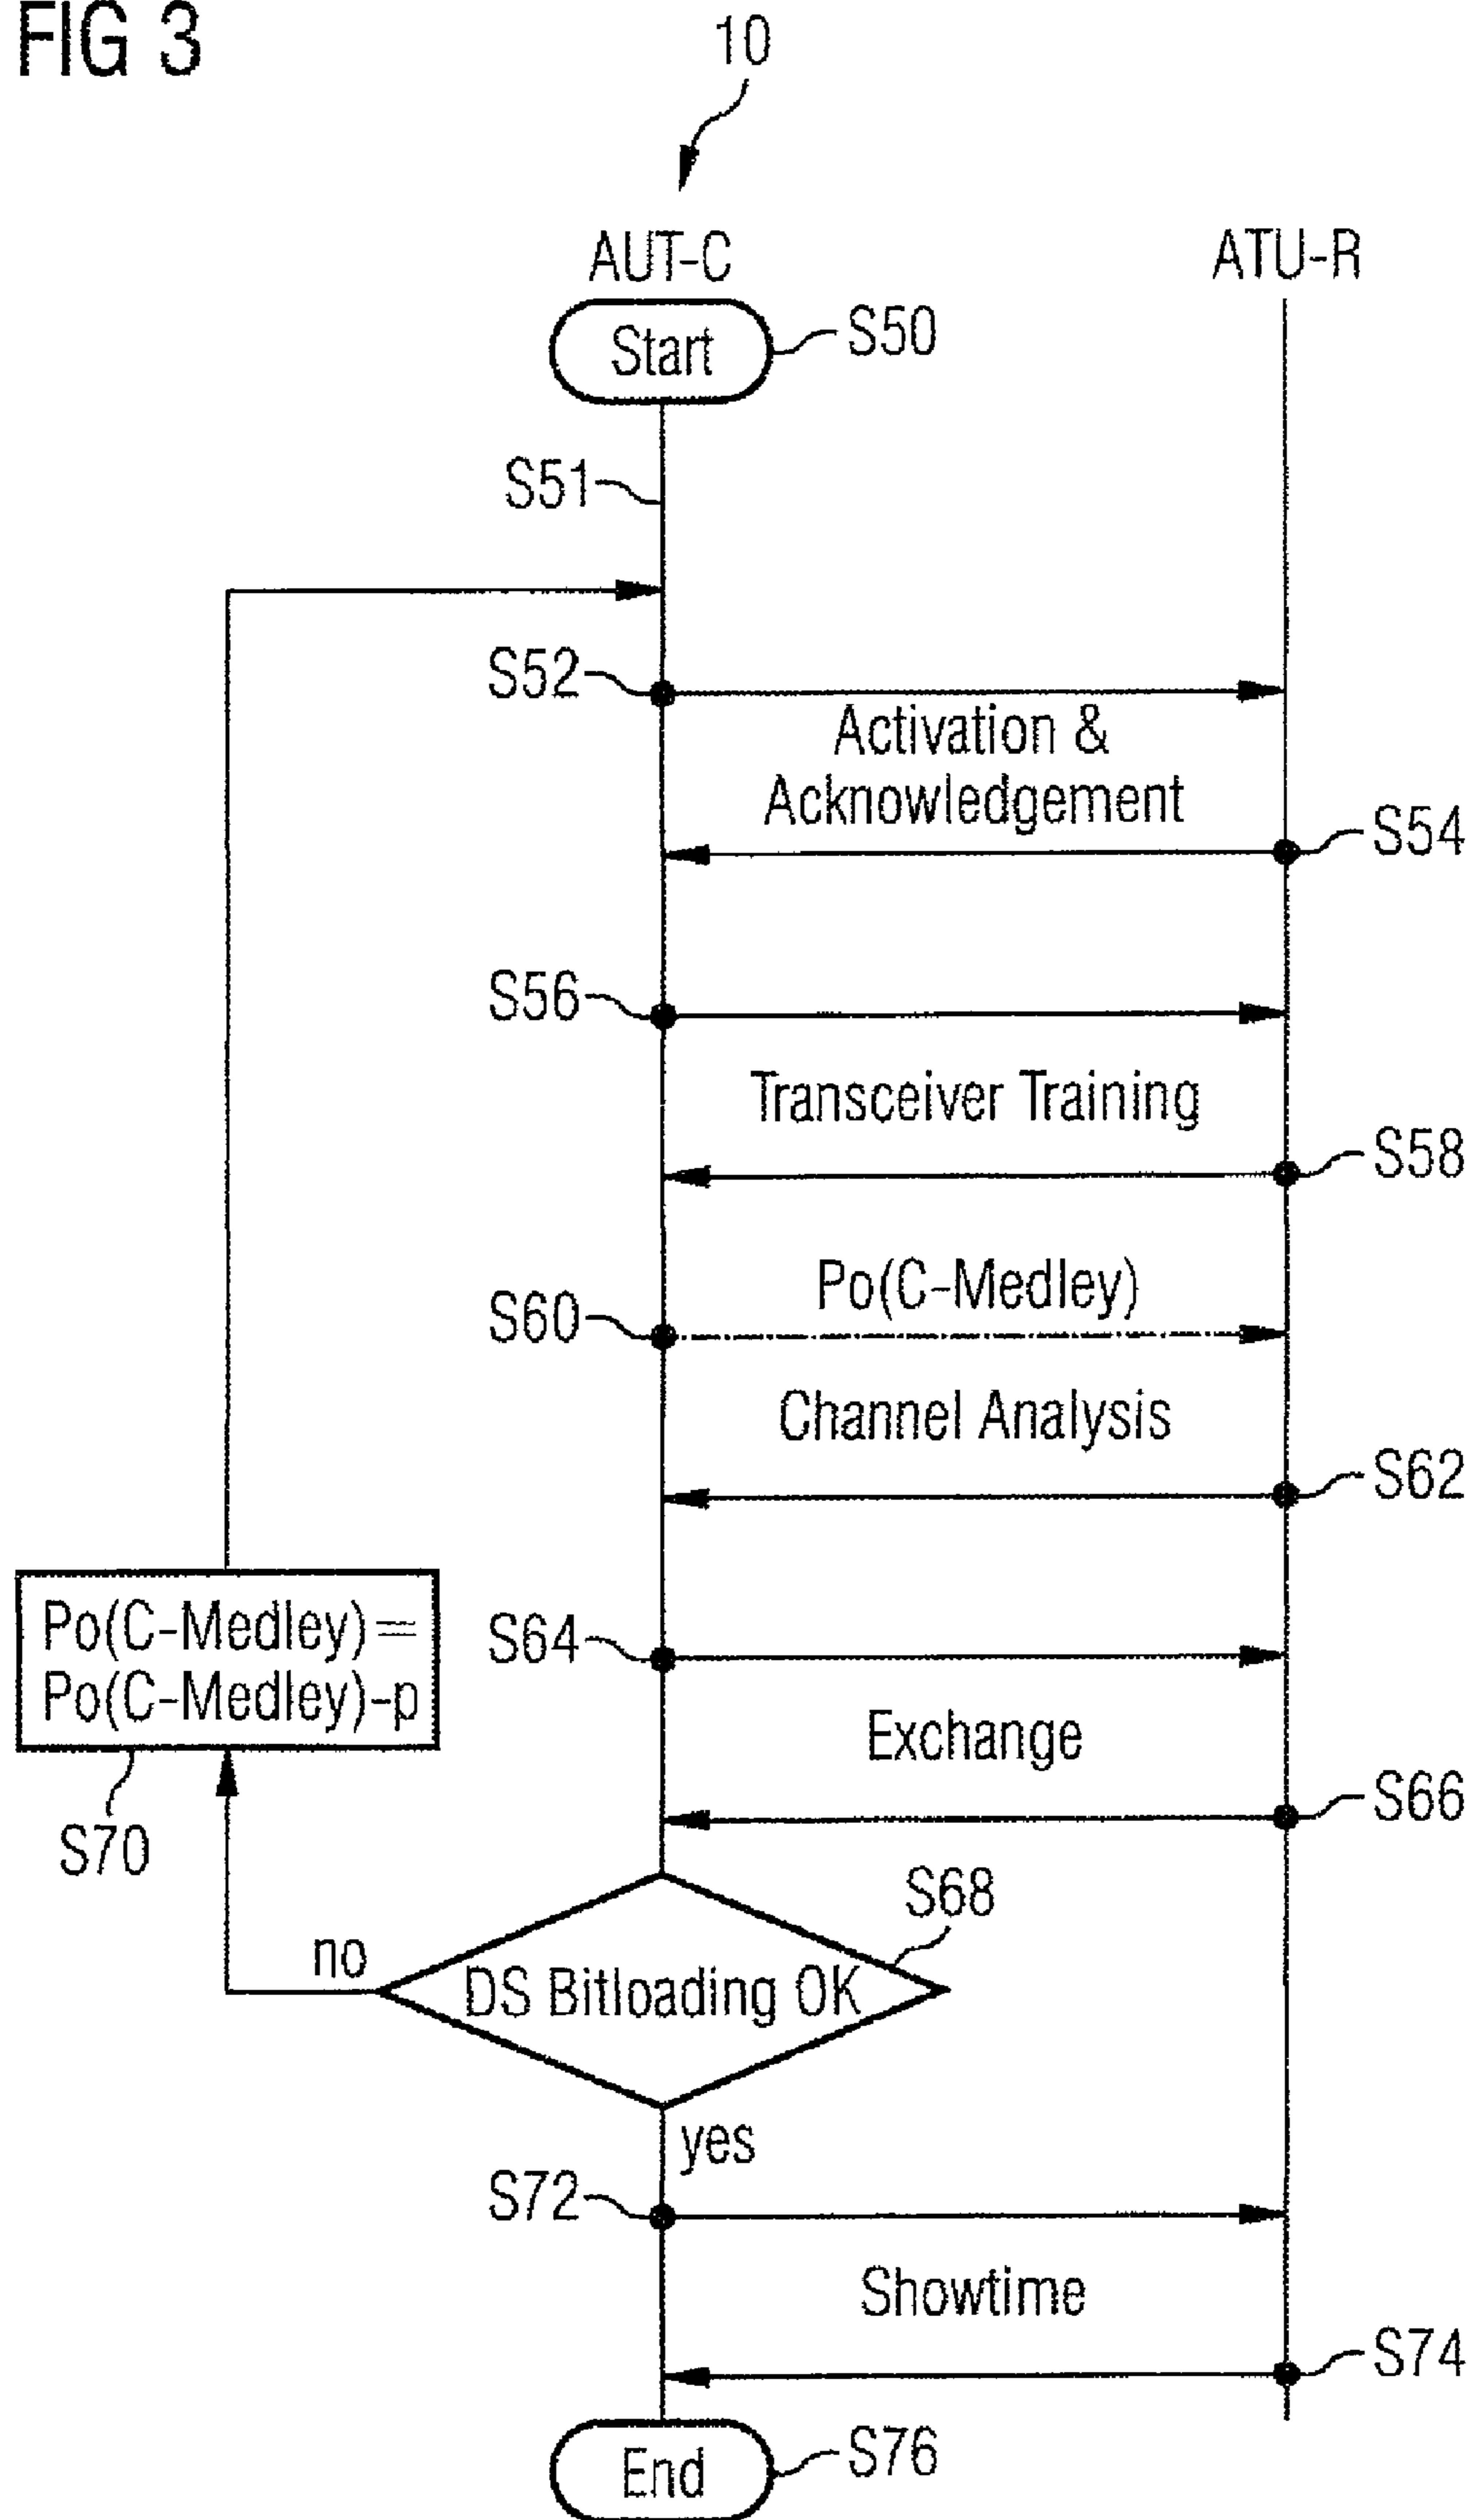 FIG 3
10
AUT-C
ATU-R
Start
S50
S51
S52
Activation &
Acknowledgement
S54
S56
Transceiver Training
S58
Po(C-Medley)
S60
Channel Analysis
S62
Po(C-Medley)=
Po(C-Medley)-p
S64
Exchange
S66
S70
S68
no
DS Bitloading OK
yes
S72
Showtime
S74
End
S76